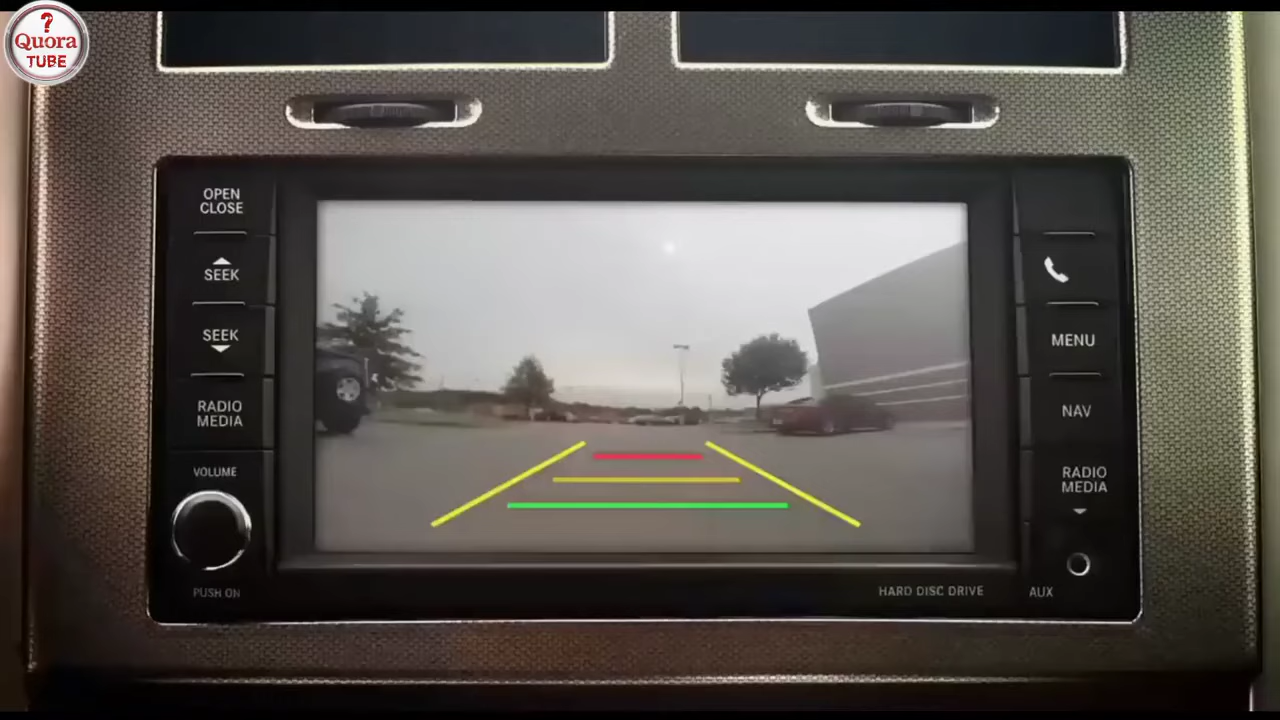 ?
Quora
TUBE
OPEN
CLOSE
SEEK
SEEK
RADIO
MEDIA
VOLUME
PUSH ON
MENU
NAV
RADIO
MEDIA
HARD DISC DRIVE
AUX